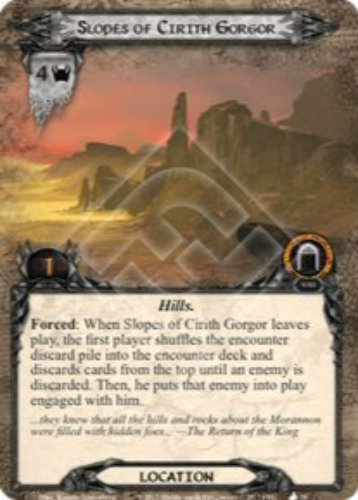 Slopes of Cirith Gorgor
4
1
Hills.
Forced: When Slopes of Cirith Gorgor leaves
play, the first player shuffles the encounter
discard pile into the encounter deck and
discards cards from the top until an enemy is
discarded. Then, he puts that enemy into play
engaged with him.
...they knew that all the hills and rocks about the Morannon
were filled with hidden foes... —The Return of the King
LOCATION